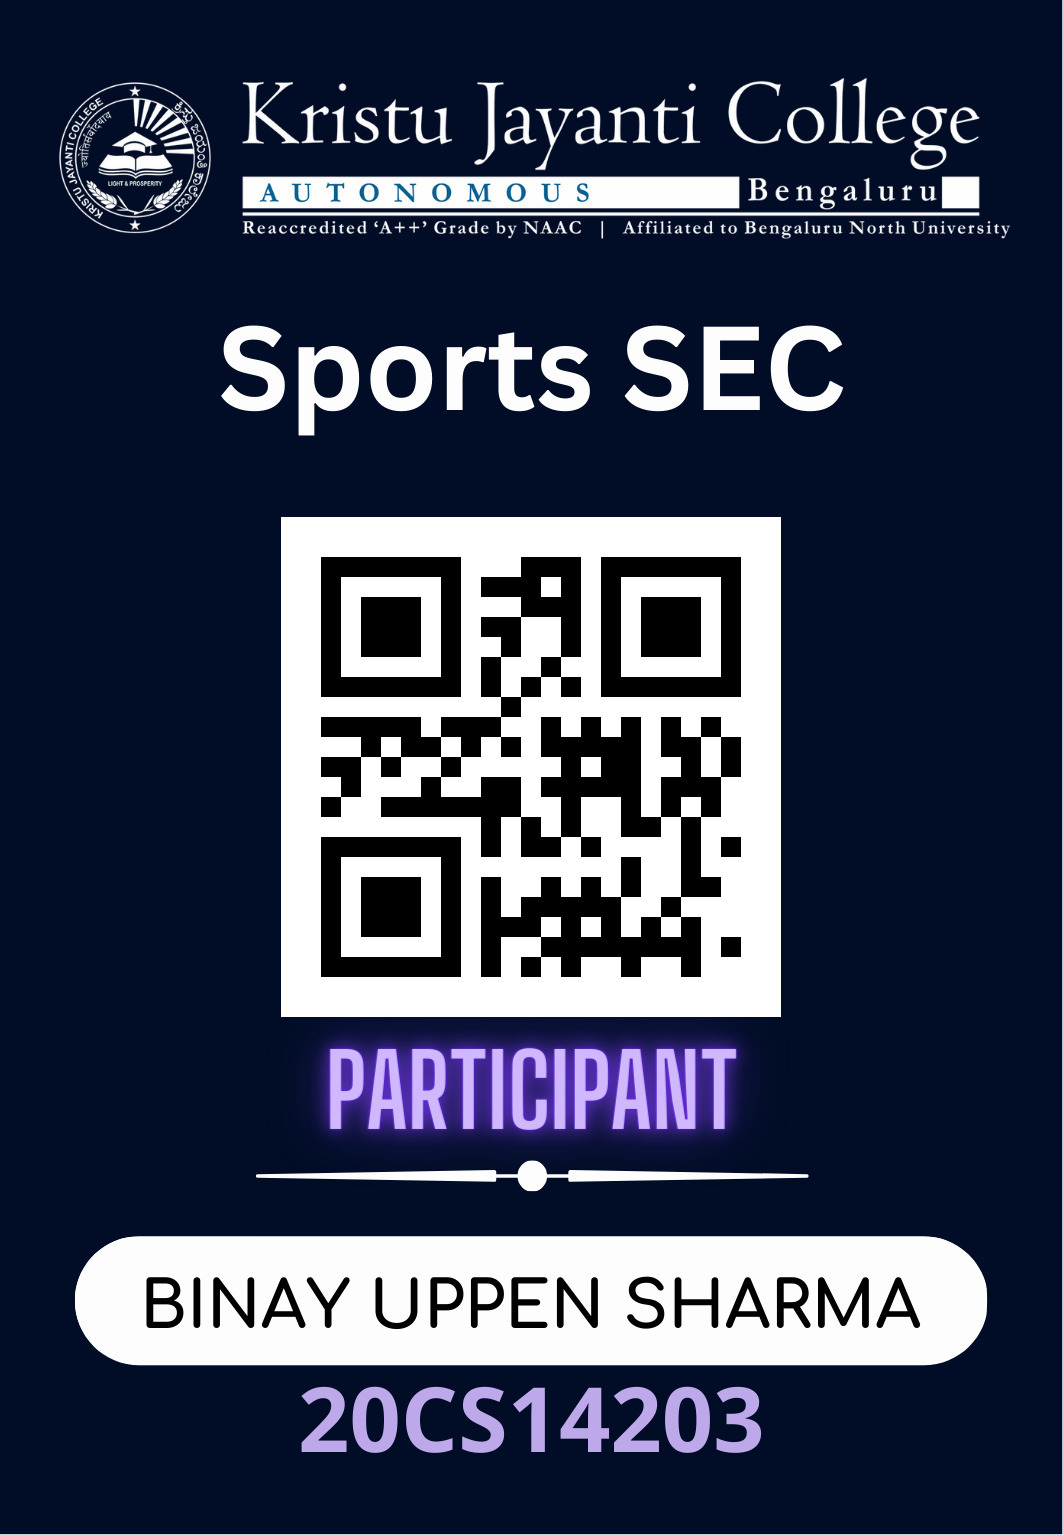 KRISTU JAYANTI COLLEGE
LIGHT & PROSPERITY
Kristu Jayanti College
AUTONOMOUS Bengaluru
Reaccredited ‘A++’ Grade by NAAC | Affiliated to Bengaluru North University
Sports SEC
PARTICIPANT
BINAY UPPEN SHARMA
20CS14203